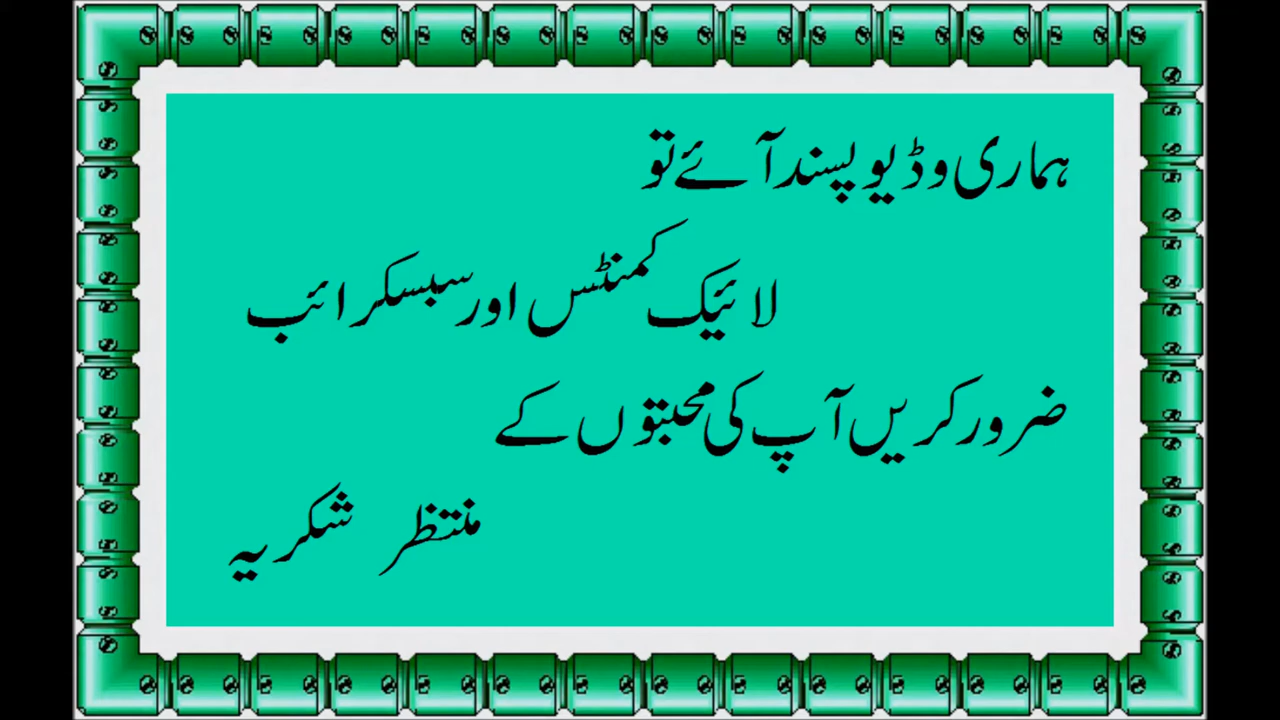 ہماری وڈیو پسند آئے تو
لائیک کمنٹس اور سبسکرائب
ضرور کریں آپ کی محبتوں کے
منتظر شکریہ